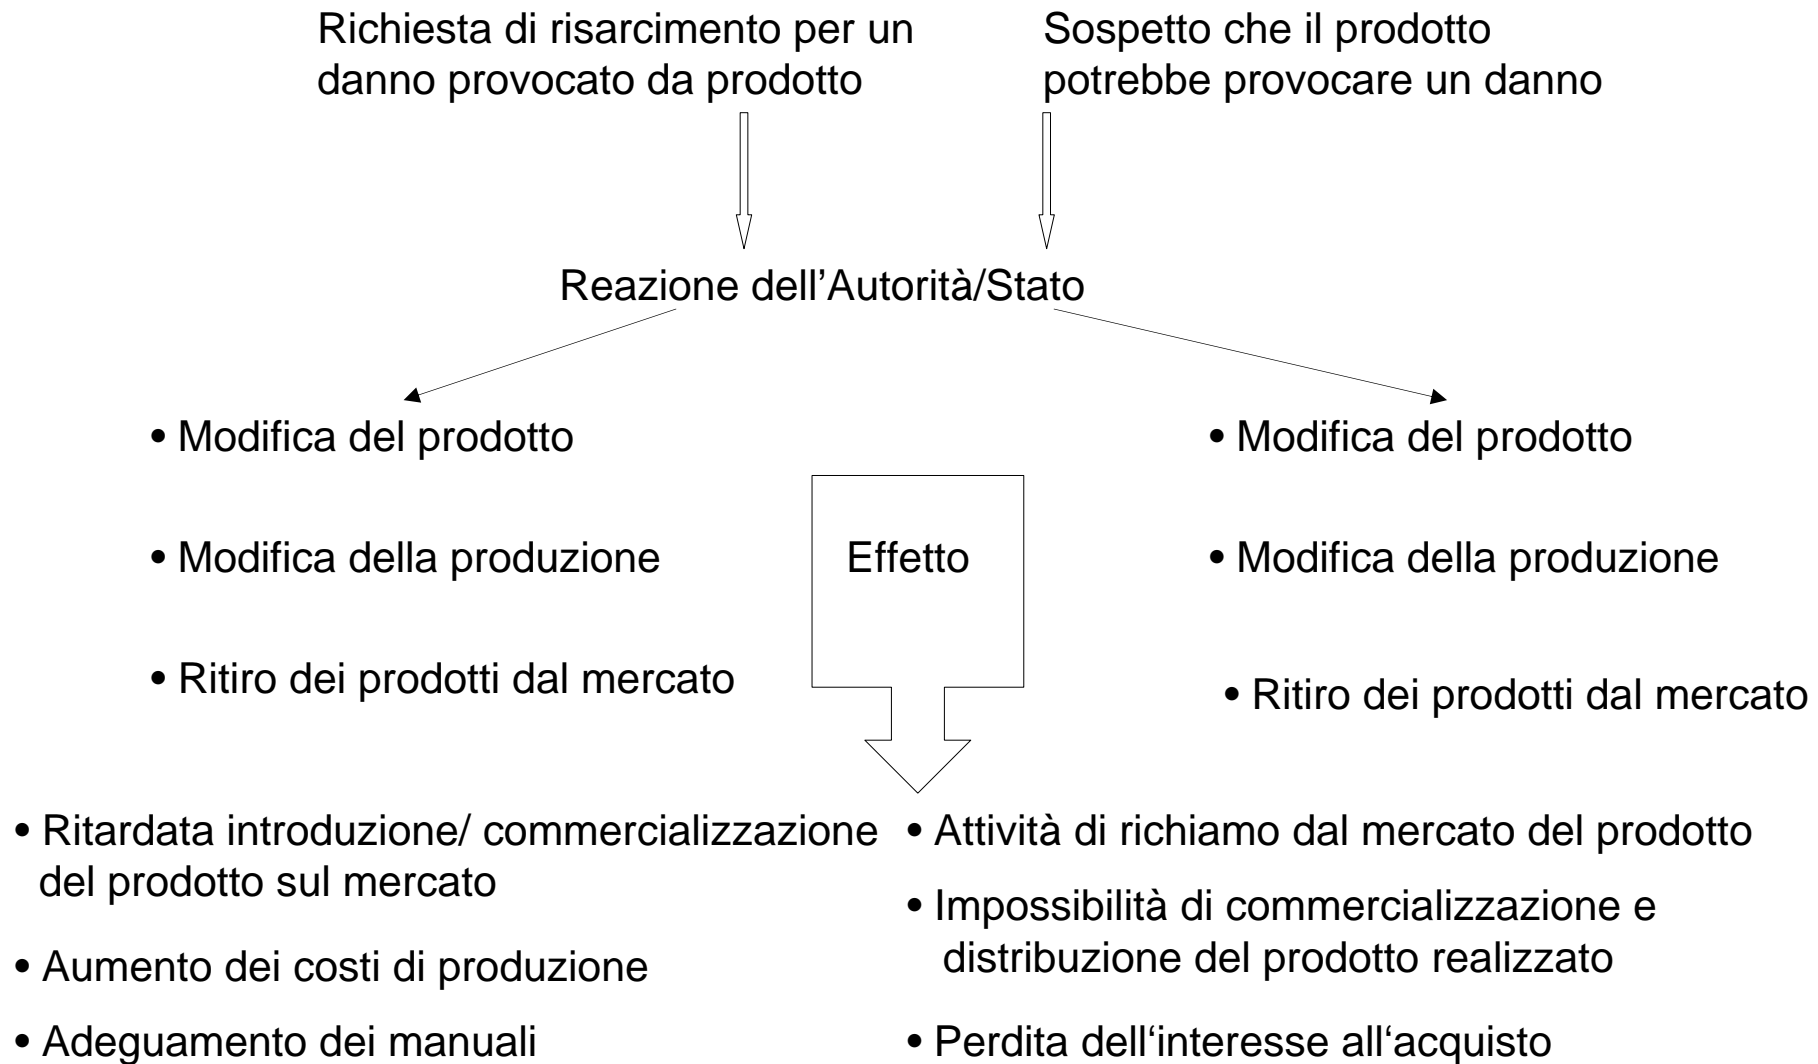 Richiesta di risarcimento per un
danno provocato da prodotto
Sospetto che il prodotto
potrebbe provocare un danno
Reazione dell’Autorità/Stato
• Modifica del prodotto
• Modifica della produzione
• Ritiro dei prodotti dal mercato
Effetto
• Modifica del prodotto
• Modifica della produzione
• Ritiro dei prodotti dal mercato
• Ritardata introduzione/ commercializzazione
del prodotto sul mercato
• Aumento dei costi di produzione
• Adeguamento dei manuali
• Attività di richiamo dal mercato del prodotto
• Impossibilità di commercializzazione e
distribuzione del prodotto realizzato
• Perdita dell‘interesse all‘acquisto